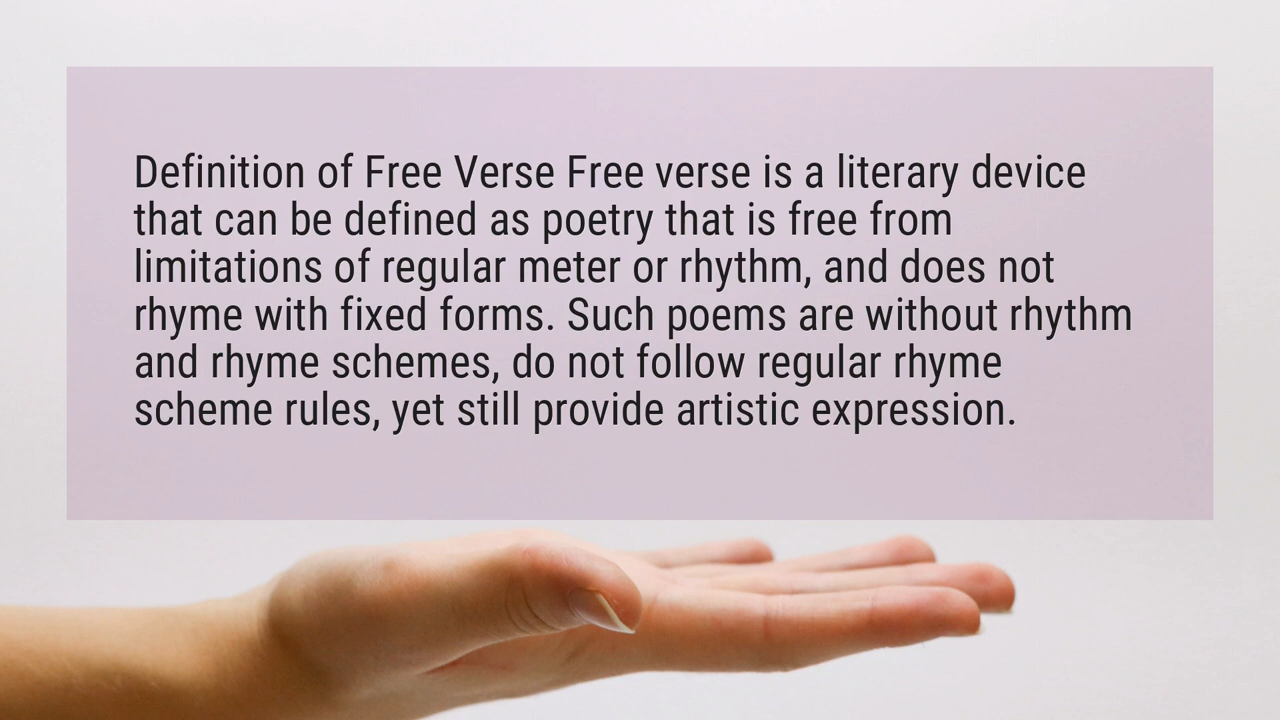 Definition of Free Verse Free verse is a literary device
that can be defined as poetry that is free from
limitations of regular meter or rhythm, and does not
rhyme with fixed forms. Such poems are without rhythm
and rhyme schemes, do not follow regular rhyme
scheme rules, yet still provide artistic expression.